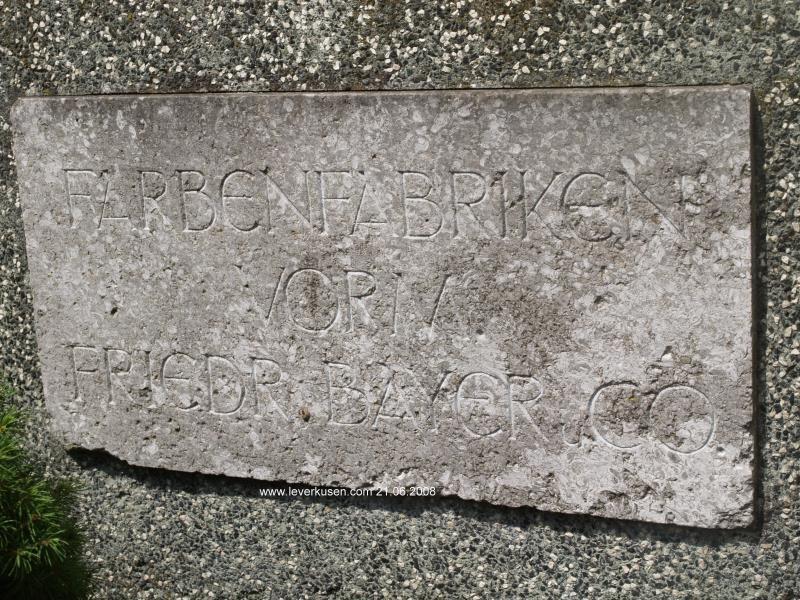 FARBENFABRIKEN
VORM
FRIEDR. BAYER u. CO
www.leverkusen.com 21.06.2008